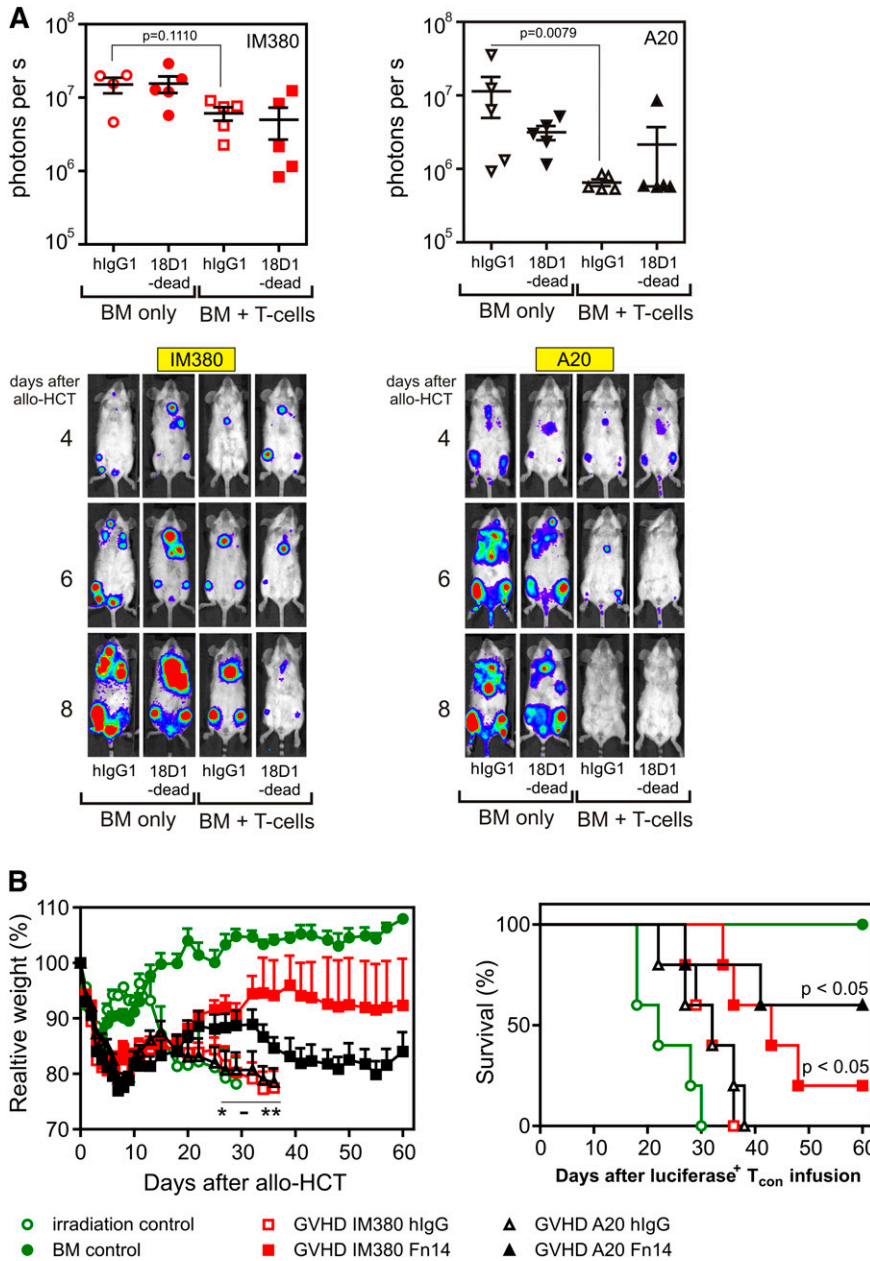 A
10^8
10^7
10^6
10^5
photons per s
p=0.1110
IM380
hIgG1
18D1
-dead
hIgG1
18D1
-dead
BM only
BM + T-cells
10^8
10^7
10^6
10^5
photons per s
p=0.0079
A20
hIgG1
18D1
-dead
hIgG1
18D1
-dead
BM only
BM + T-cells
IM380
days after
allo-HCT
4
6
8
hIgG1
18D1
-dead
hIgG1
18D1
-dead
BM only
BM + T-cells
A20
days after
allo-HCT
4
6
8
hIgG1
18D1
-dead
hIgG1
18D1
-dead
BM only
BM + T-cells
B
Realtive weight (%)
110
100
90
80
70
* - **
0 10 20 30 40 50 60
Days after allo-HCT
Survival (%)
100
50
0
p < 0.05
p < 0.05
0 20 30 40 50 60
Days after luciferase+ Tcon infusion
irradiation control
GVHD IM380 hIgG
GVHD A20 hIgG
BM control
GVHD IM380 Fn14
GVHD A20 Fn14